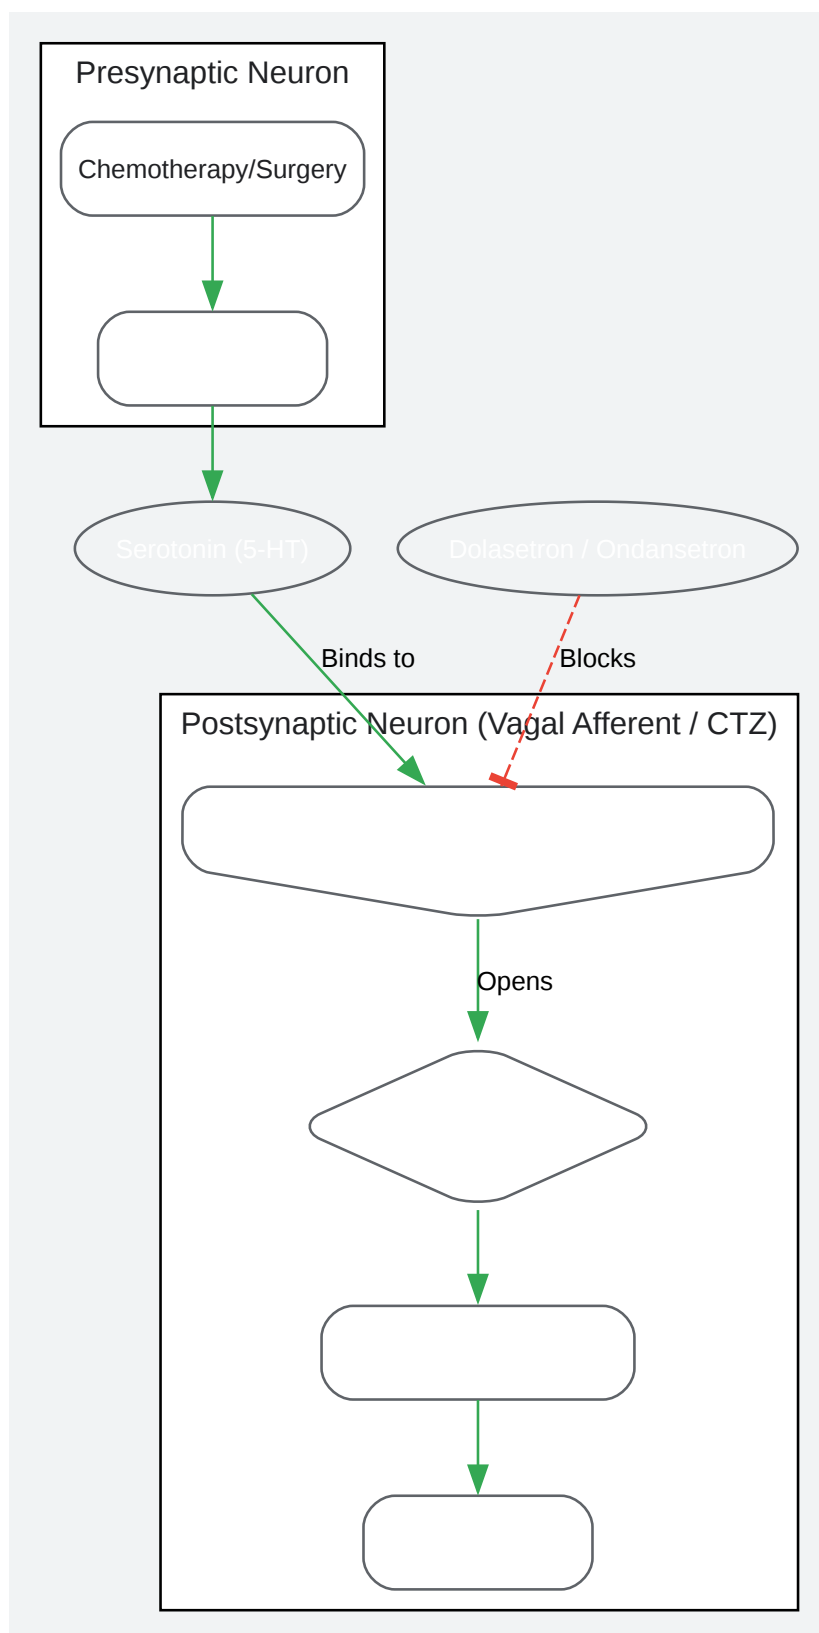 Presynaptic Neuron
Chemotherapy/Surgery
Serotonin (5-HT)
Dolasetron / Ondansetron
Binds to
Blocks
Postsynaptic Neuron (Vagal Afferent / CTZ)
Opens